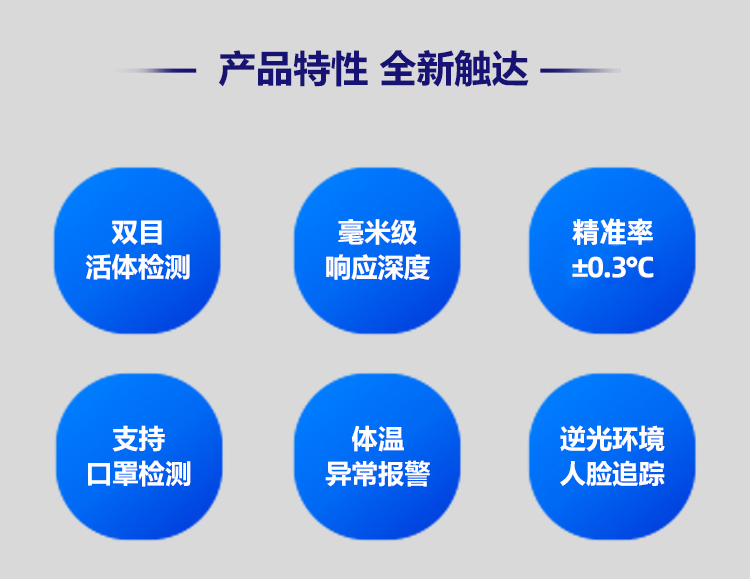 产品特性 全新触达
双目
活体检测
毫米级
响应深度
精准率
±0.3℃
支持
口罩检测
体温
异常报警
逆光环境
人脸追踪